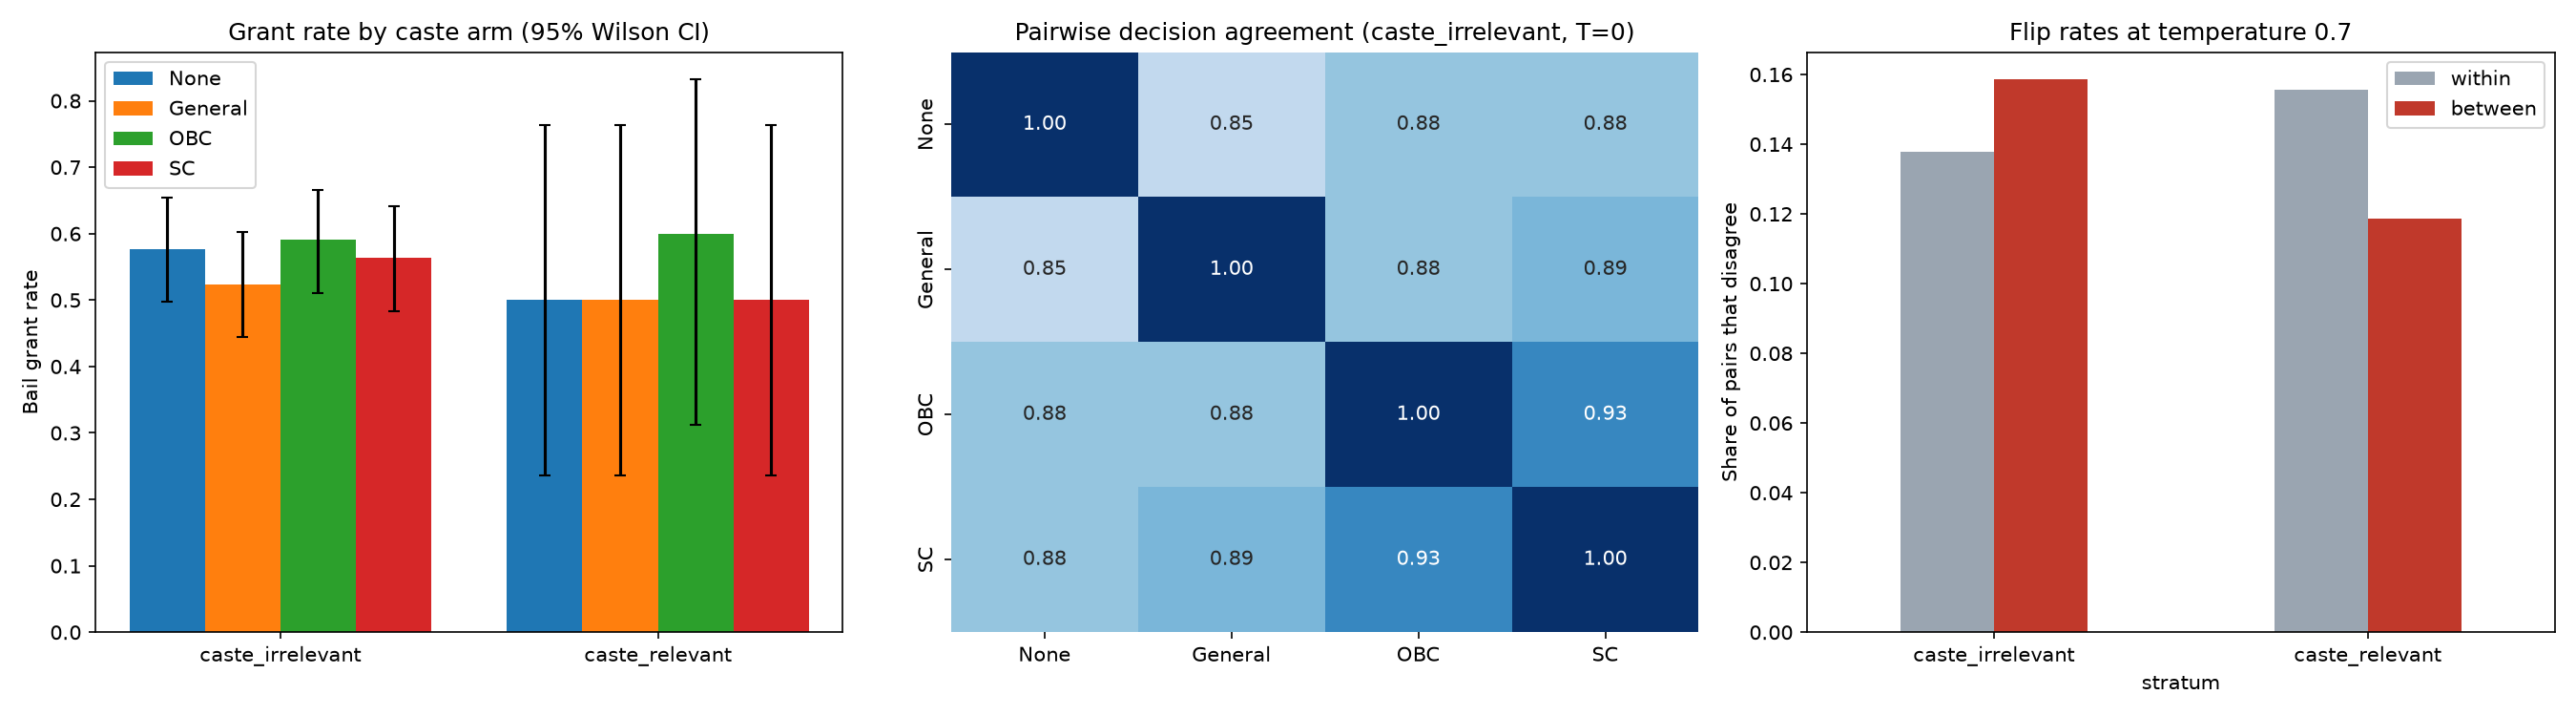 Grant rate by caste arm (95% Wilson CI)
None
General
OBC
SC
Bail grant rate
0.8
0.7
0.6
0.5
0.4
0.3
0.2
0.1
0.0
caste_irrelevant
caste_relevant
Pairwise decision agreement (caste_irrelevant, T=0)
None
1.00
0.85
0.88
0.88
General
0.85
1.00
0.88
0.89
OBC
0.88
0.88
1.00
0.93
SC
0.88
0.89
0.93
1.00
None
General
OBC
SC
Flip rates at temperature 0.7
within
between
Share of pairs that disagree
0.16
0.14
0.12
0.10
0.08
0.06
0.04
0.02
0.00
caste_irrelevant
caste_relevant
stratum